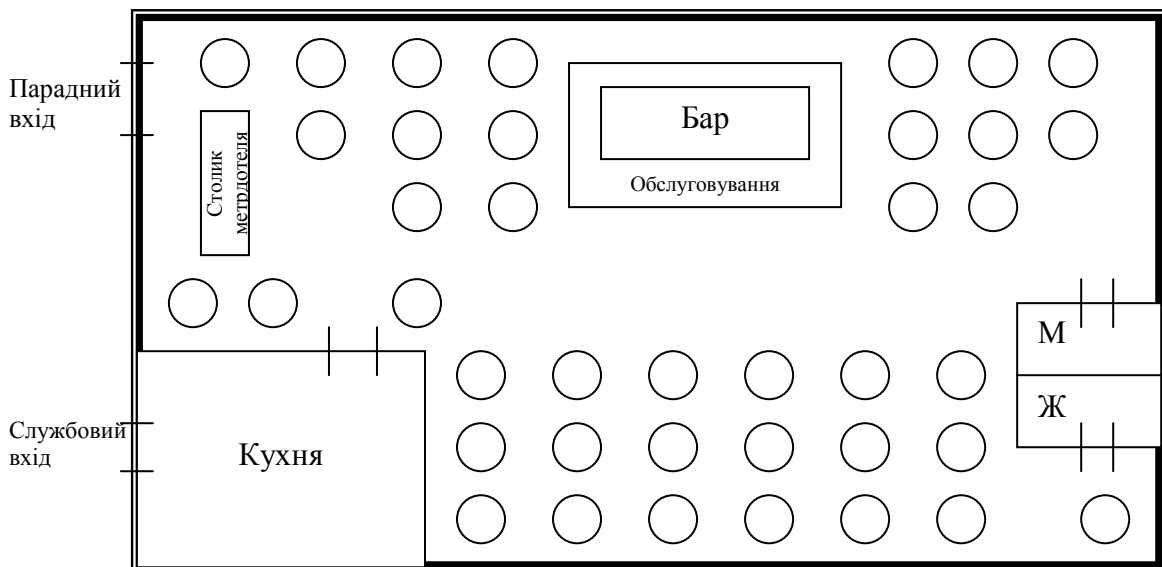 Парадний
вхід
Столик
метрдотеля
Бар
Обслуговування
М
Ж
Службовий
вхід
Кухня